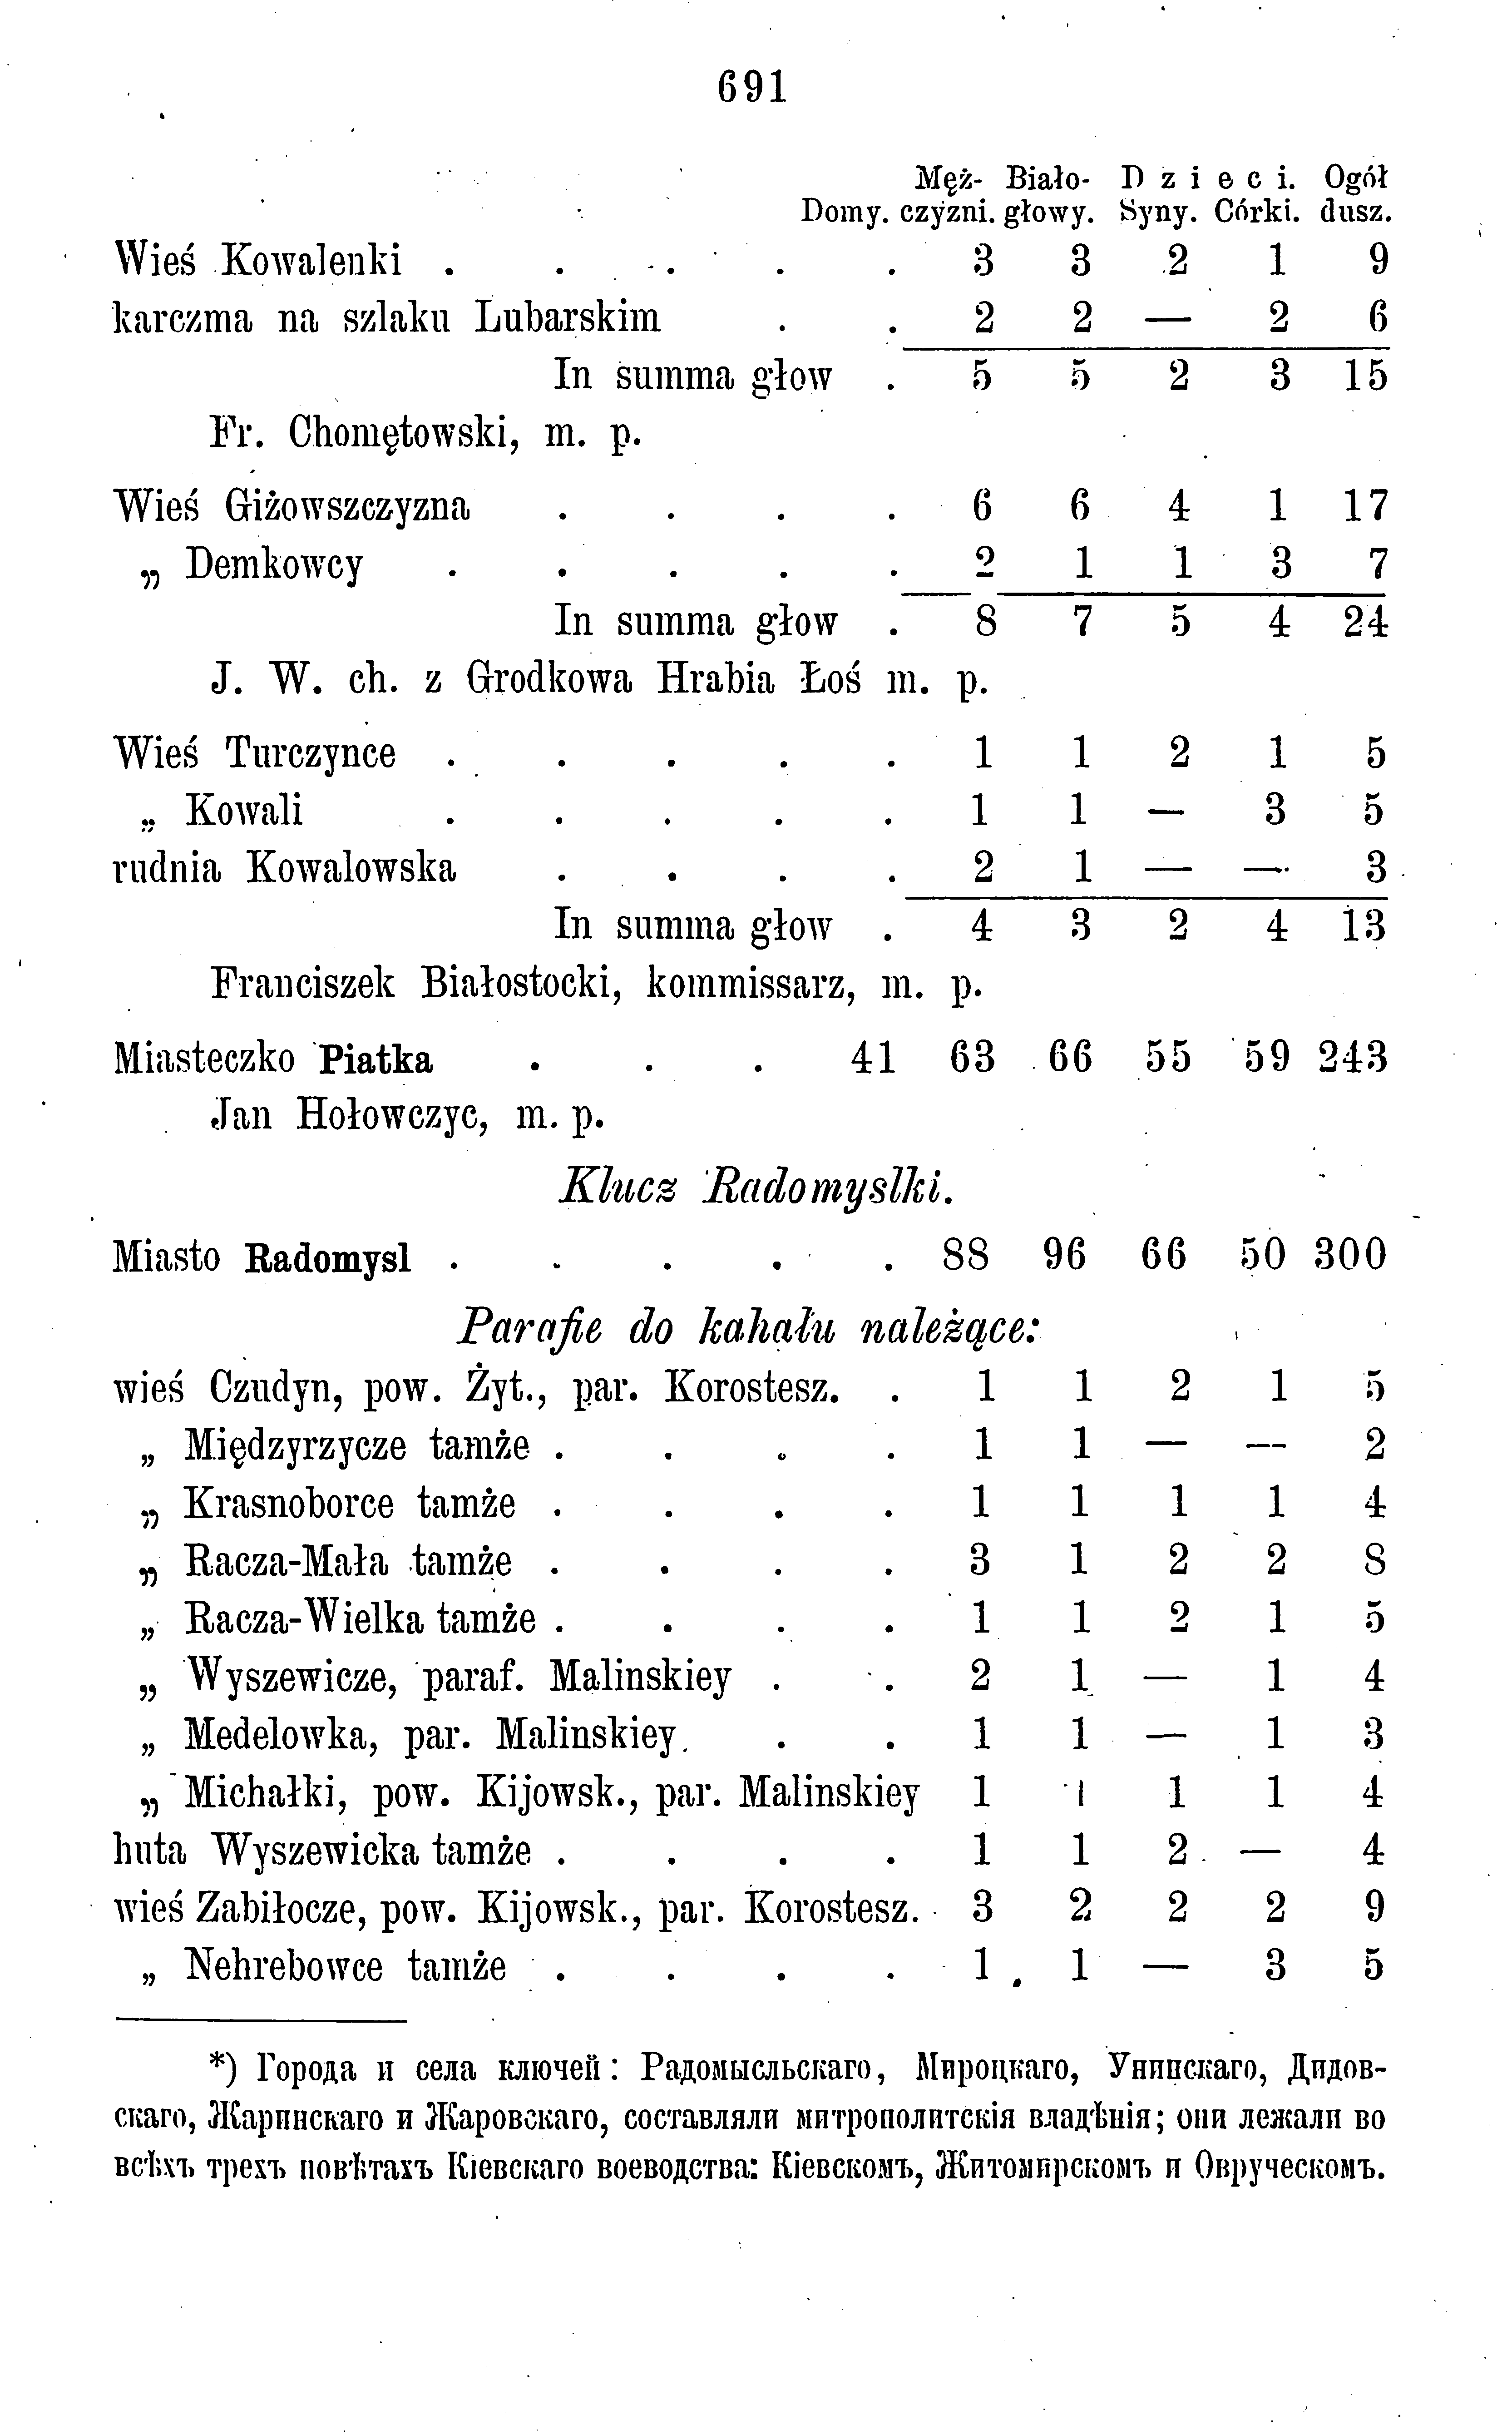 691
Męż- Biało- Dzieci. Ogół
Domy. czyzni. głowy. Syny. Córki. dusz.
Wieś Kowalenki . . . . . 3 3 2 1 9
karczma na szlaku Lubarskim . . 2 2 — 2 6
In summa głow . 5 5 2 3 15
Fr. Chomętowski, m. p.
Wieś Giżowszczyzna . . . . 6 6 4 1 17
„ Demkowcy . . . . . 2 1 1 3 7
In summa głow . 8 7 5 4 24
J. W. ch. z Grodkowa Hrabia Łoś m. p.
Wieś Turczynce . . . . . 1 1 2 1 5
„ Kowali . . . . . 1 1 — 3 5
rudnia Kowalowska . . . . 2 1 — — 3
In summa głow . 4 3 2 4 13
Franciszek Białostocki, kommissarz, m. p.
Miasteczko Piatka . . . 41 63 66 55 59 243
Jan Hołowczyc, m. p.
Klucz Radomyslki.
Miasto Radomysl . . . . . 88 96 66 50 300
Parafie do kahału należące:
wieś Czudyn, pow. Żyt., par. Korostesz. . 1 1 2 1 5
„ Międzyrzycze tamże . . . . 1 1 — — 2
„ Krasnoborce tamże . . . . 1 1 1 1 4
„ Racza-Mała tamże . . . . 3 1 2 2 8
„ Racza-Wielka tamże . . . . 1 1 2 1 5
„ Wyszewicze, paraf. Malinskiey . . 2 1 — 1 4
„ Medelowka, par. Malinskiey . . 1 1 — 1 3
„ Michałki, pow. Kijowsk., par. Malinskiey 1 1 1 1 4
huta Wyszewicka tamże . . . . 1 1 2 — 4
wieś Zabiłocze, pow. Kijowsk., par. Korostesz. 3 2 2 2 9
„ Nehrebowce tamże . . . . 1 1 — 3 5
*) Города и села ключей: Радомысльскаго, Мироцкаго, Унинскаго, Дидов-
скаго, Жаринскаго и Жаровскаго, составляли митрополитскія владѣнія; они лежали во
всѣхъ трехъ повѣтахъ Кіевскаго воеводства: Кіевскомъ, Житомирскомъ и Овруческомъ.